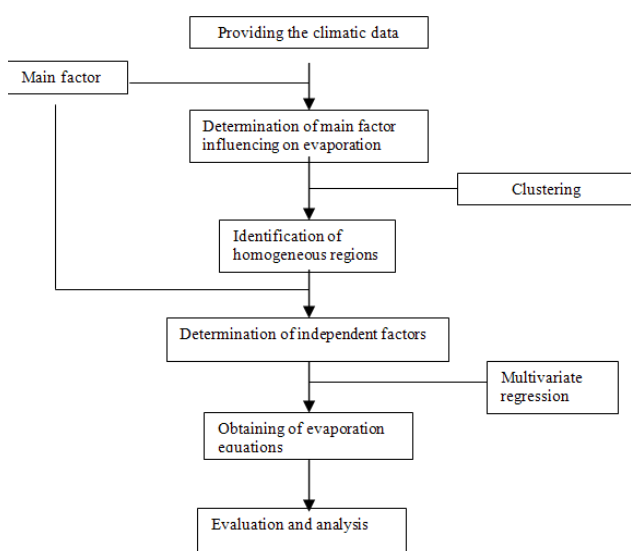 Providing the climatic data
Main factor
Determination of main factor
influencing on evaporation
Clustering
Identification of
homogeneous regions
Determination of independent factors
Multivariate
regression
Obtaining of evaporation
equations
Evaluation and analysis